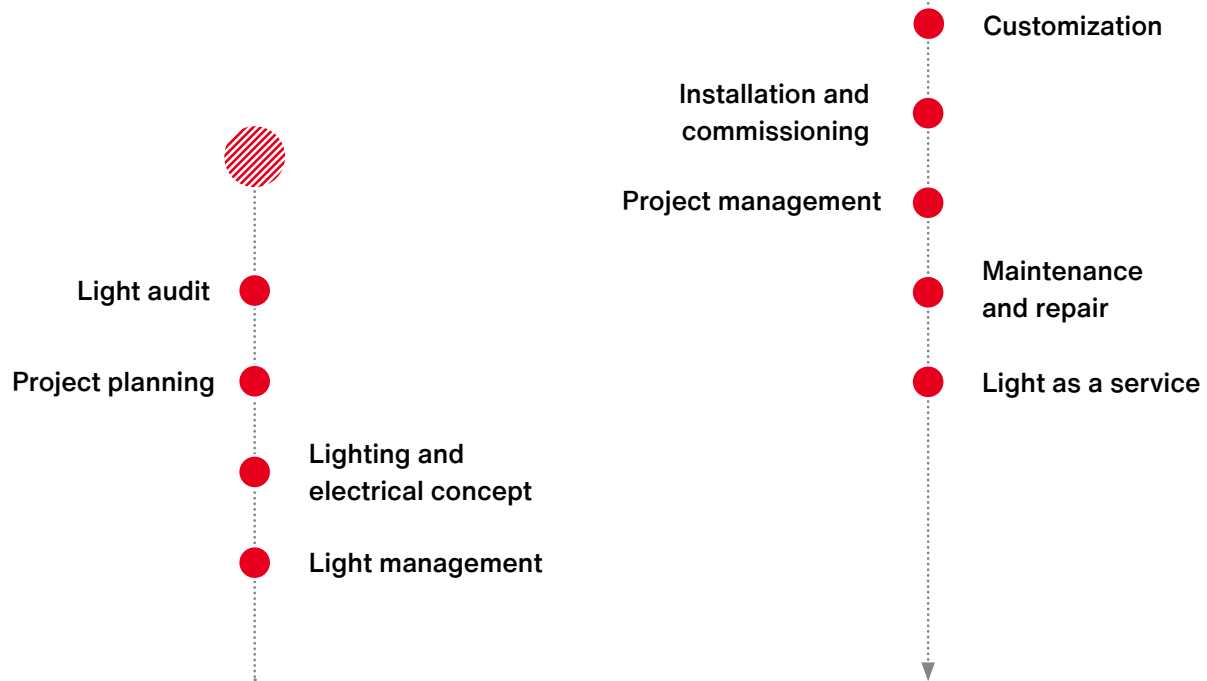 Light audit
Project planning
Lighting and
electrical concept
Light management
Customization
Installation and
commissioning
Project management
Maintenance
and repair
Light as a service